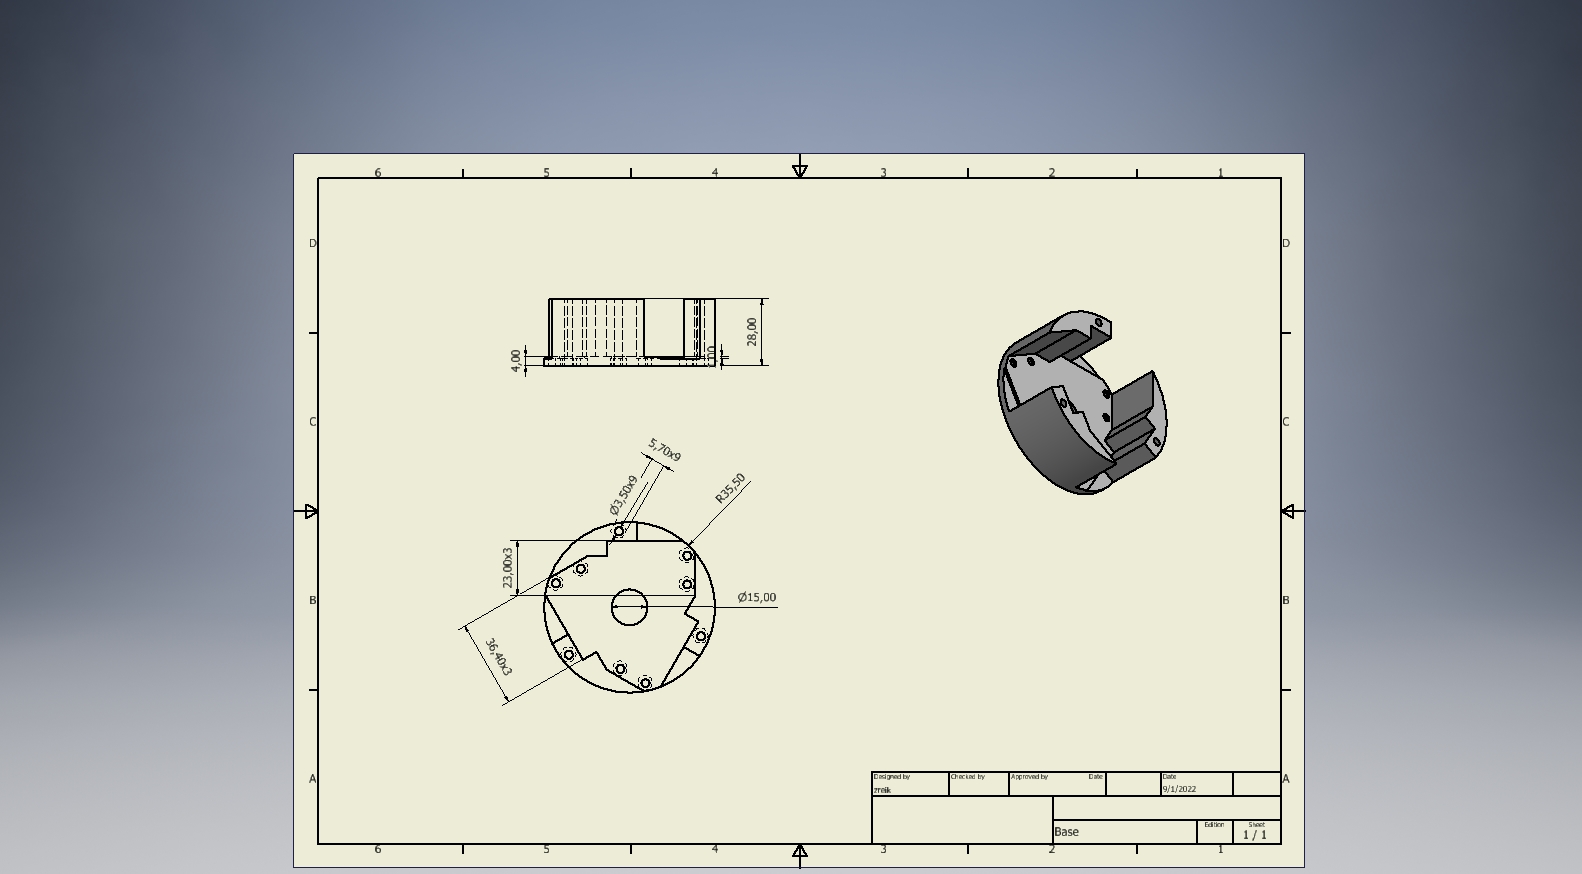 6 5 4 3 2 1
D D
28,00
4,00
C C
5,70x9
Ø3,50x9
R35,50
23,00x3
B B
Ø15,00
36,40x3
A A
Designed by Checked by Approved by Date Date
zreik 9/1/2022
Edition Sheet
Base 1 / 1
6 5 4 3 2 1